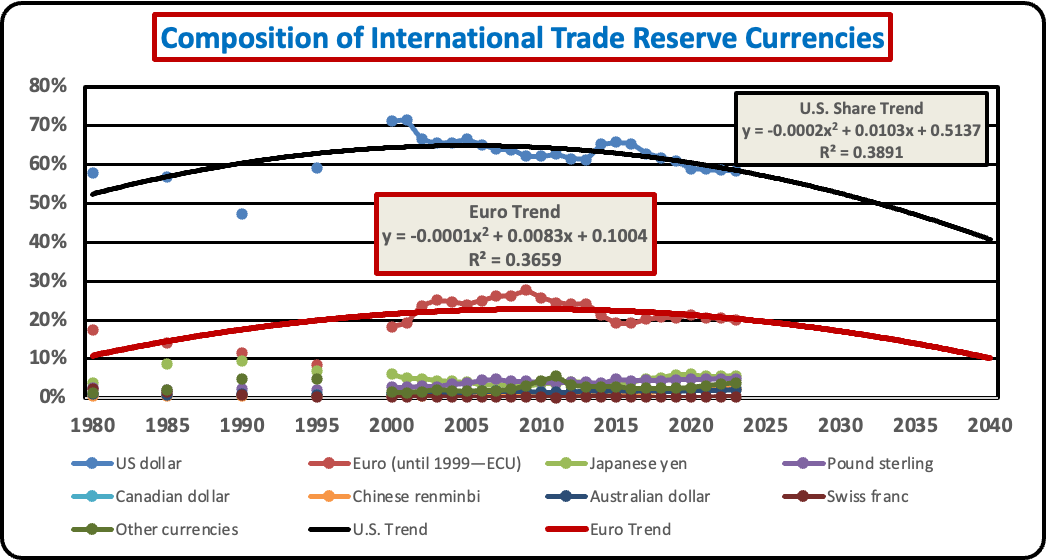 Composition of International Trade Reserve Currencies
80%
70%
60%
50%
40%
30%
20%
10%
0%
U.S. Share Trend
y = -0.0002x² + 0.0103x + 0.5137
R² = 0.3891
Euro Trend
y = -0.0001x² + 0.0083x + 0.1004
R² = 0.3659
1980 1985 1990 1995 2000 2005 2010 2015 2020 2025 2030 2035 2040
US dollar Euro (until 1999—ECU) Japanese yen Pound sterling
Canadian dollar Chinese renminbi Australian dollar Swiss franc
Other currencies U.S. Trend Euro Trend